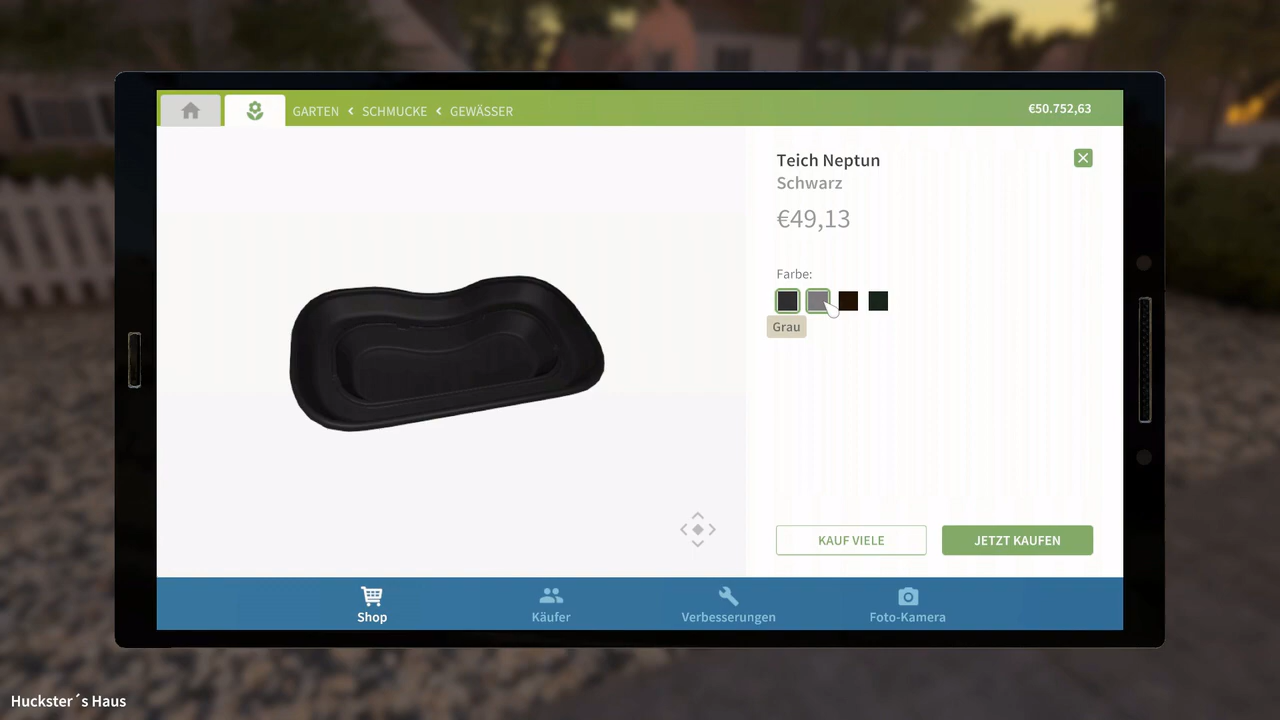 GARTEN < SCHMUCKE < GEWÄSSER
€50.752,63
Teich Neptun
Schwarz
€49,13
Farbe:
Grau
KAUF VIELE
JETZT KAUFEN
Shop
Käufer
Verbesserungen
Foto-Kamera
Huckster´s Haus